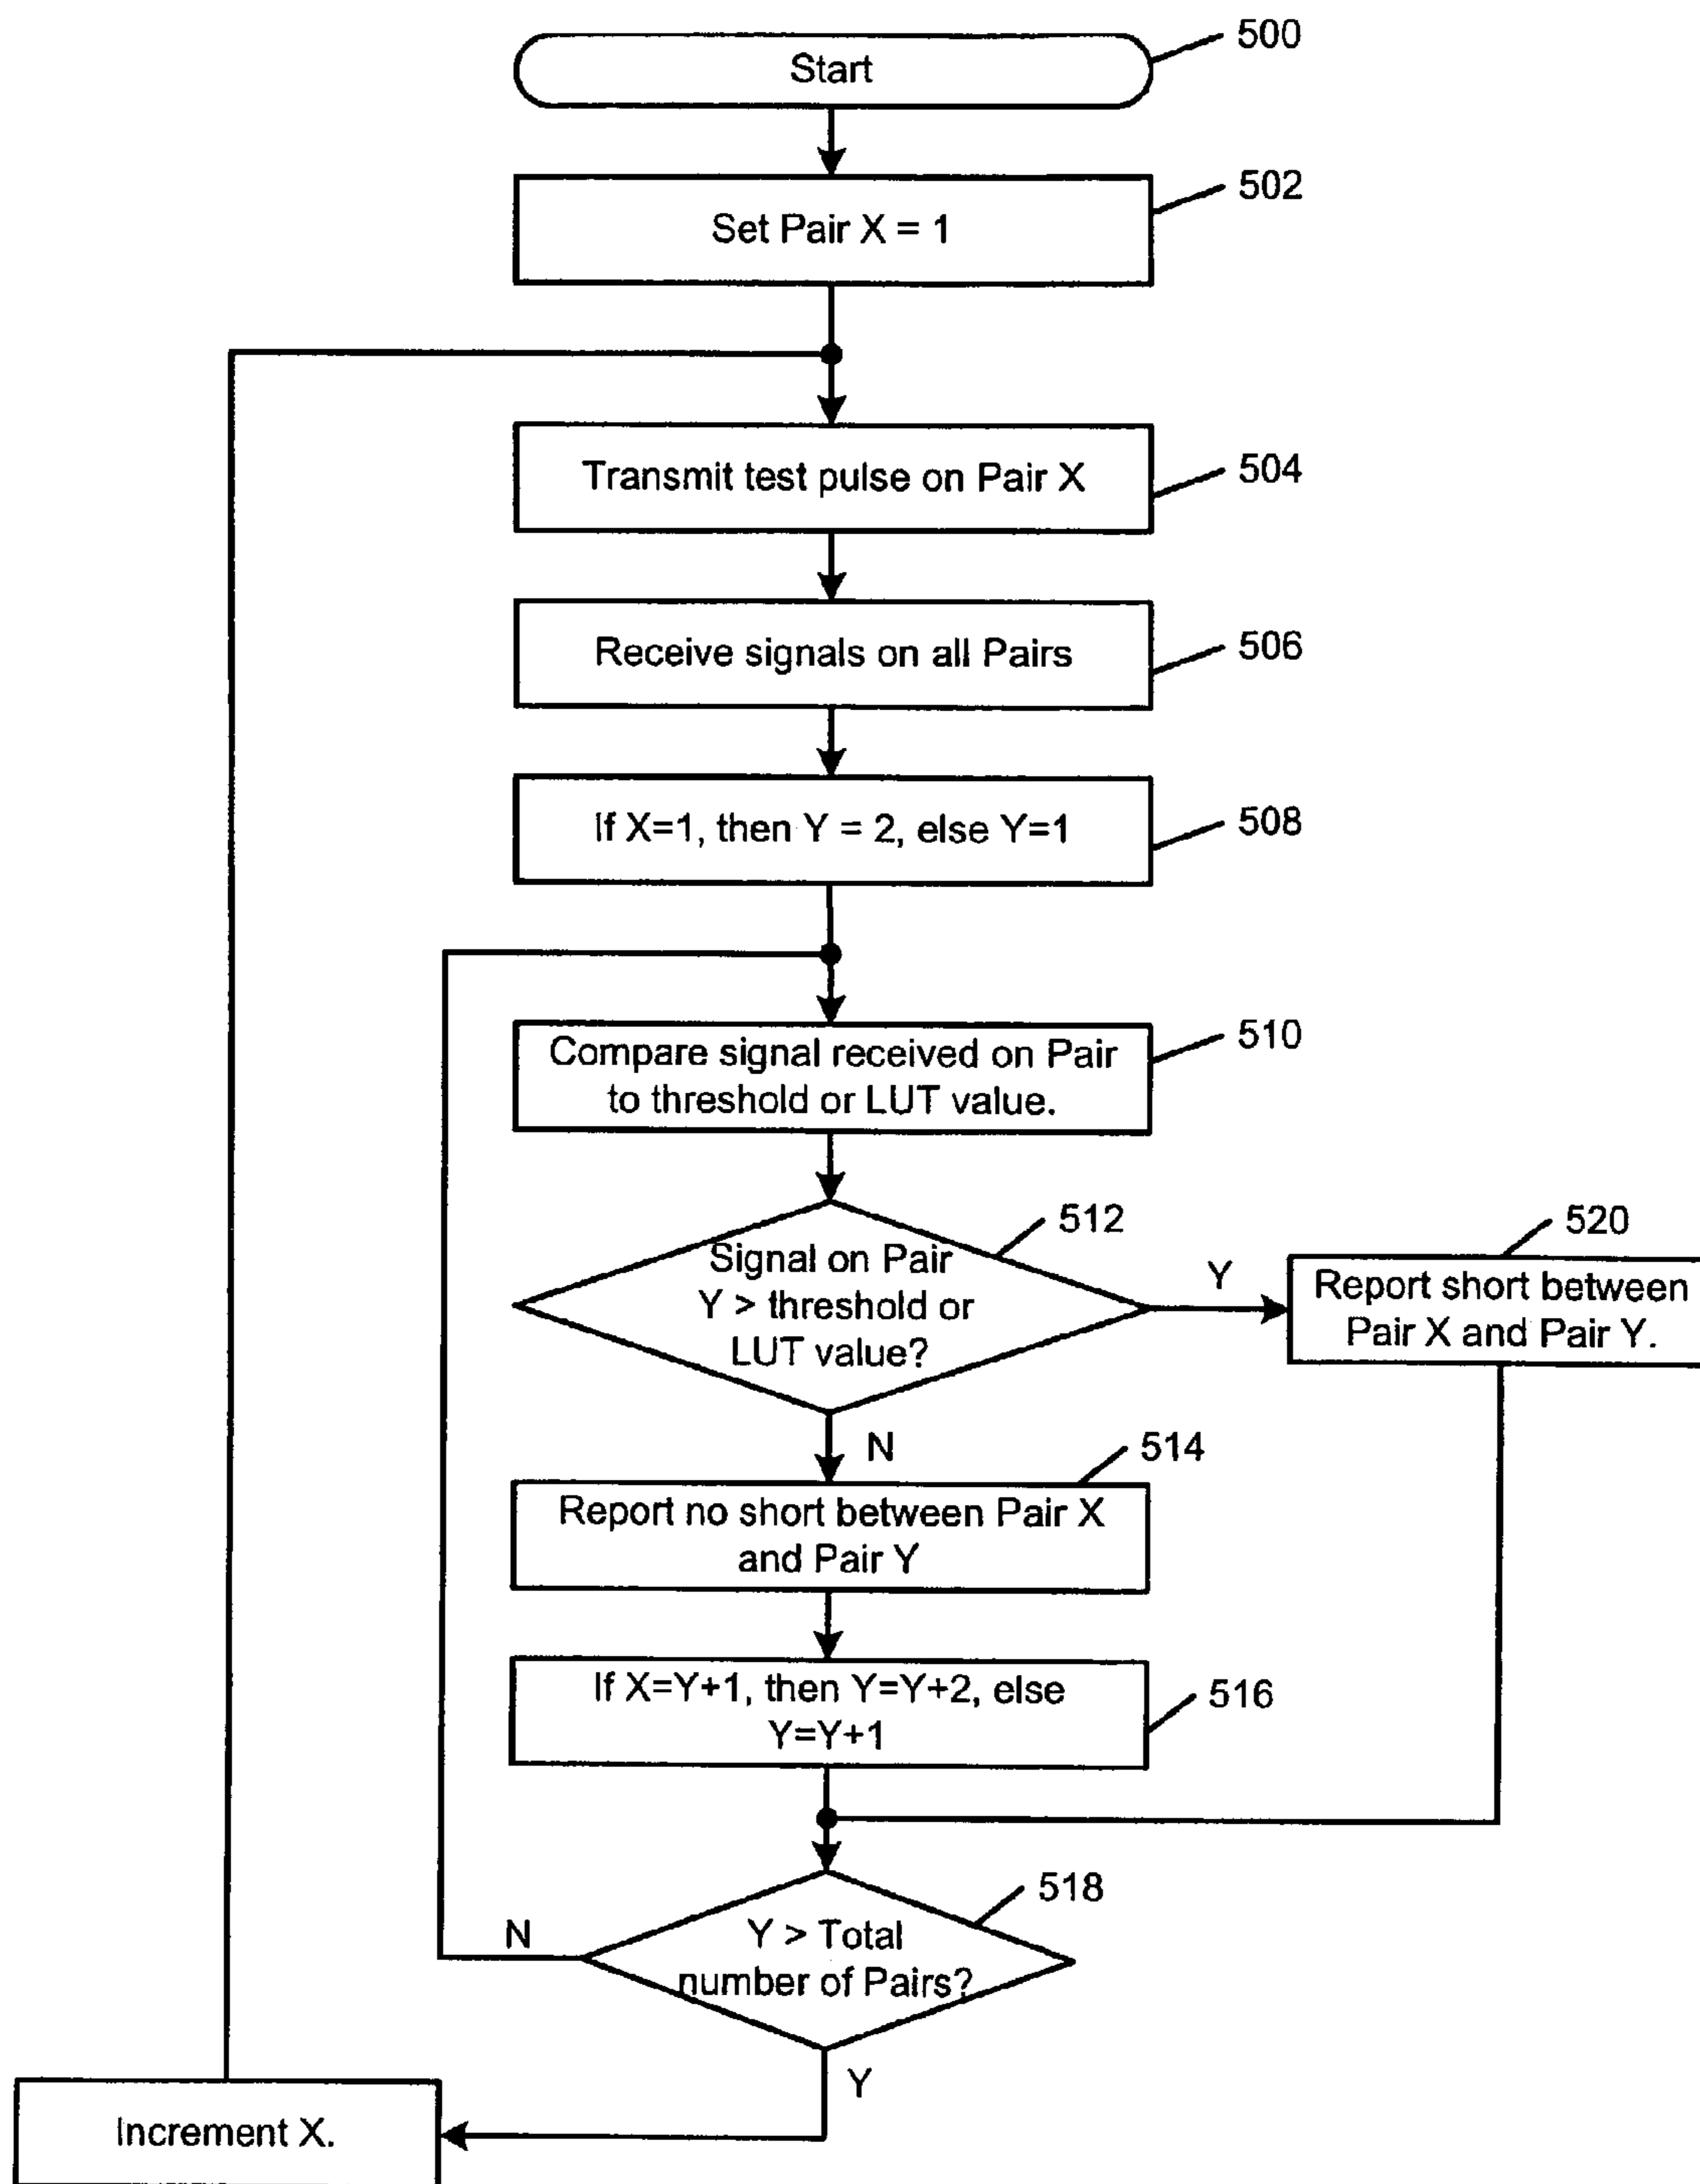 Start
500
Set Pair X = 1
502
Transmit test pulse on Pair X
504
Receive signals on all Pairs
506
If X=1, then Y = 2, else Y=1
508
Compare signal received on Pair
to threshold or LUT value.
510
Signal on Pair
Y > threshold or
LUT value?
512
Y
520
Report short between
Pair X and Pair Y.
N
514
Report no short between Pair X
and Pair Y
If X=Y+1, then Y=Y+2, else
Y=Y+1
516
518
Y > Total
number of Pairs?
N
Y
Increment X.